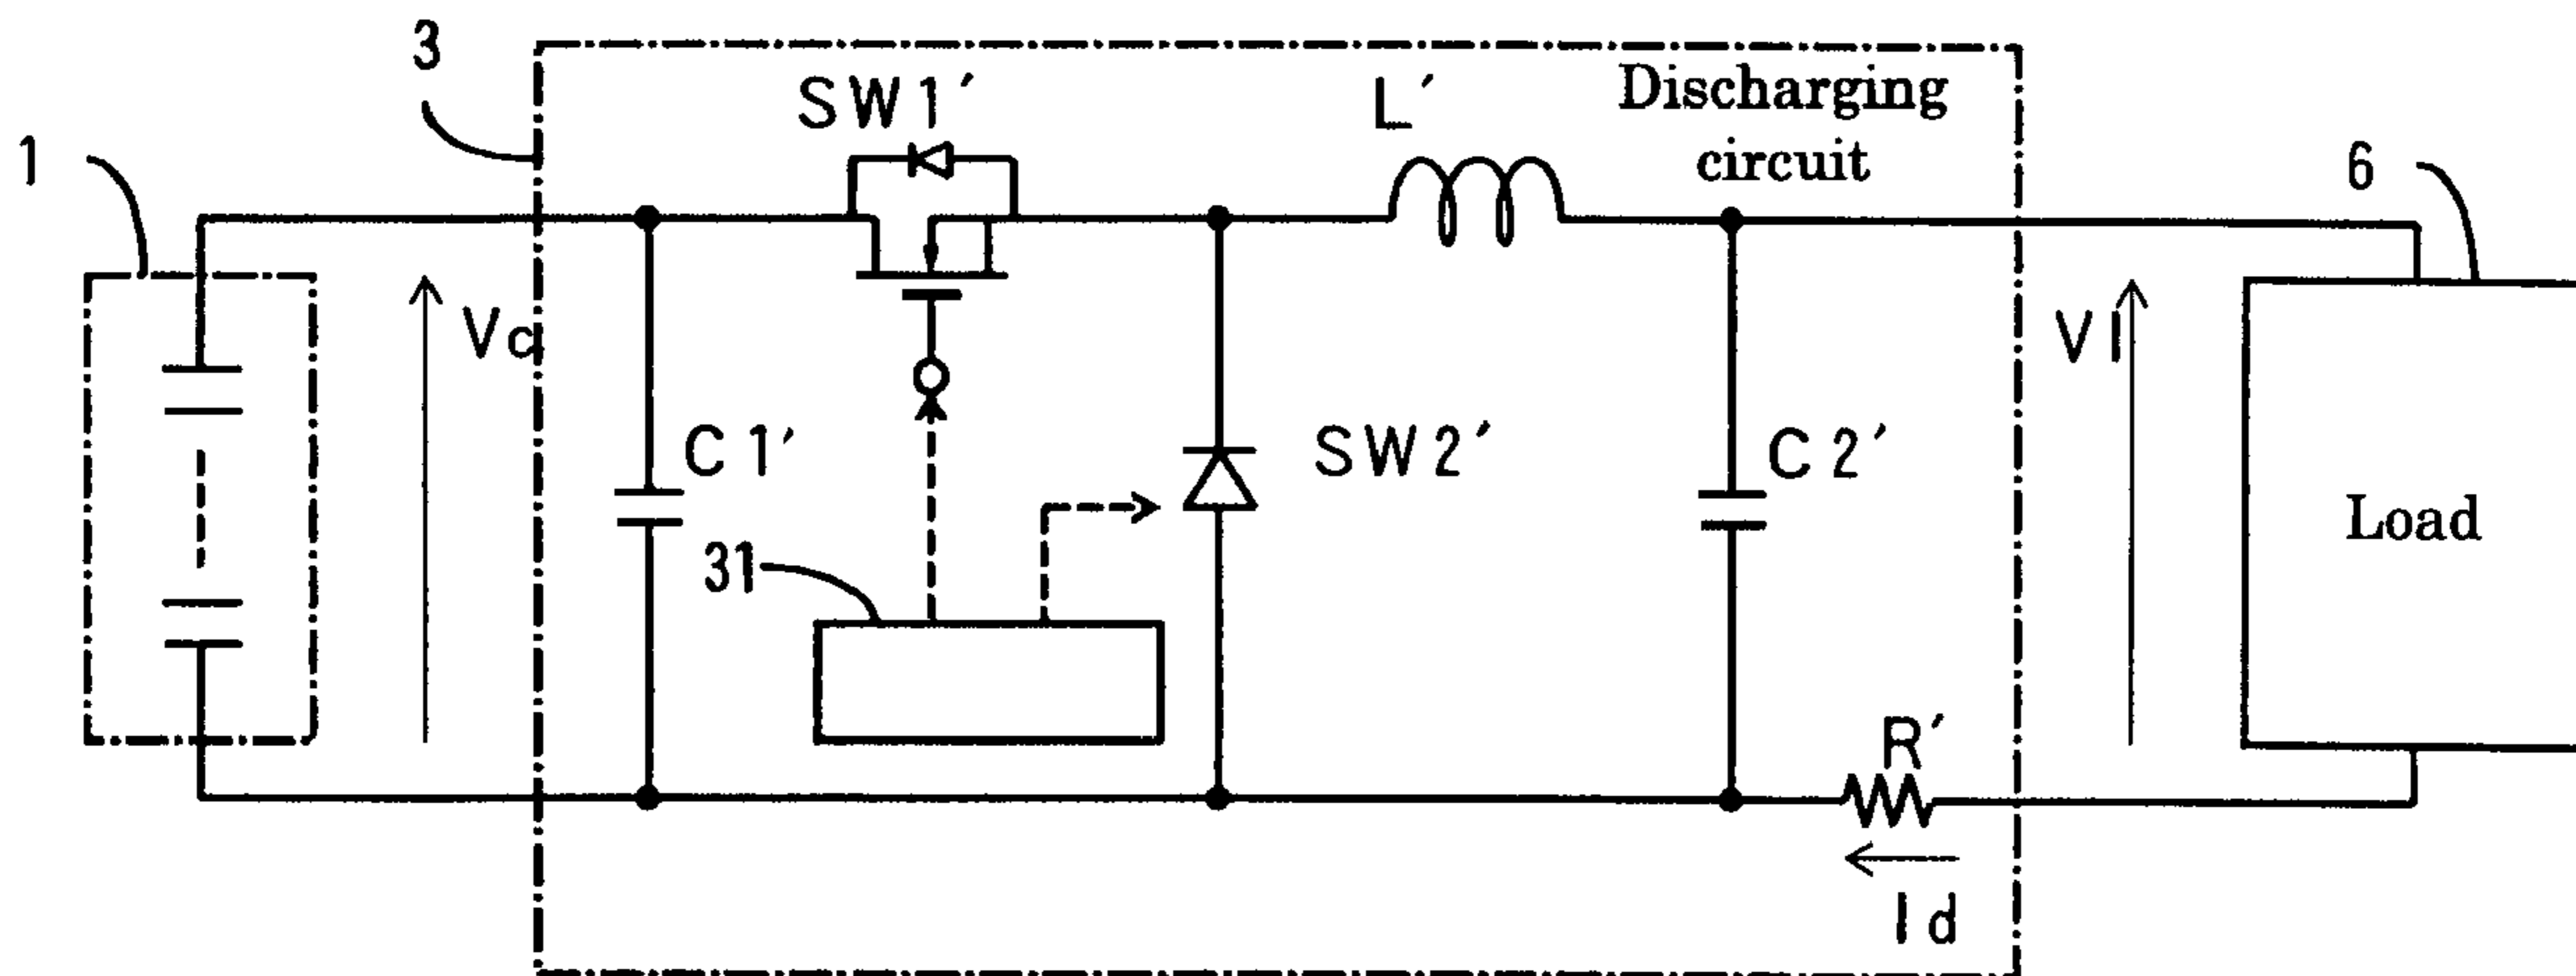 3
SW1′
L′
Discharging
circuit
1
6
Vc
Vl
C1′
SW2′
C2′
Load
31
R′
Id